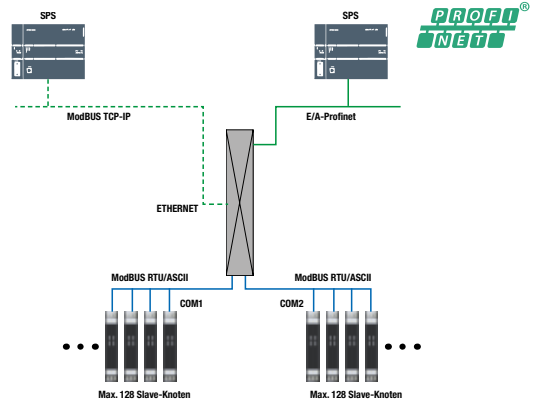 SPS
SPS
PROFI®
NET
ModBUS TCP-IP
E/A-Profinet
ETHERNET
ModBUS RTU/ASCII
ModBUS RTU/ASCII
COM1
COM2
Max. 128 Slave-Knoten
Max. 128 Slave-Knoten